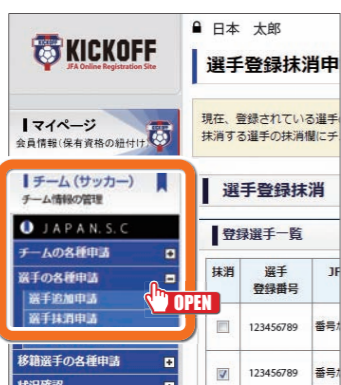 KICKOFF
JFA Online Registration Site
マイページ
会員情報(保有資格の紐付け
チーム(サッカー)
チーム情報の管理
JAPAN.S.C
チームの各種申請
選手の各種申請
OPEN
選手追加申請
選手抹消申請
移籍選手の各種申請
状況確認
日本 太郎
選手登録抹消申
現在、登録されている選手
抹消する選手の抹消欄にチ
選手登録抹消
登録選手一覧
抹消 選手 JF
登録番号
123456789 番号
123456789 番号